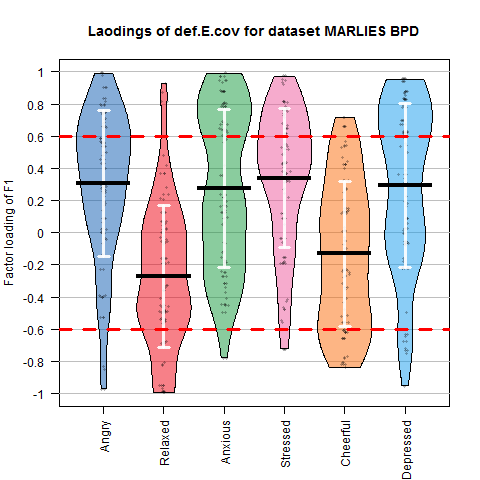 Laodings of def.E.cov for dataset MARLIES BPD
Factor loading of F1
1
0.8
0.6
0.4
0.2
0
-0.2
-0.4
-0.6
-0.8
-1
Angry
Relaxed
Anxious
Stressed
Cheerful
Depressed